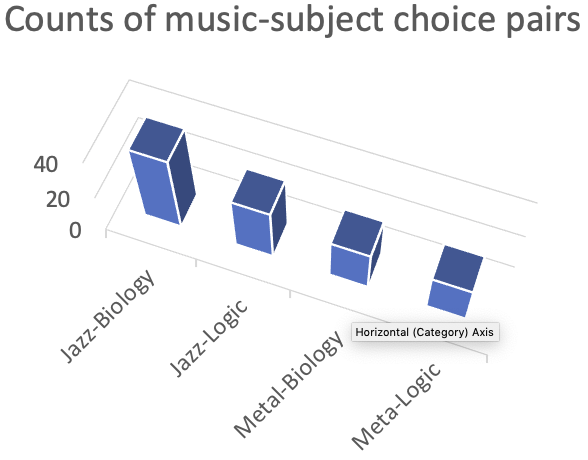 Counts of music-subject choice pairs
40
20
0
Jazz-Biology
Jazz-Logic
Metal-Biology
Meta-Logic
Horizontal (Category) Axis